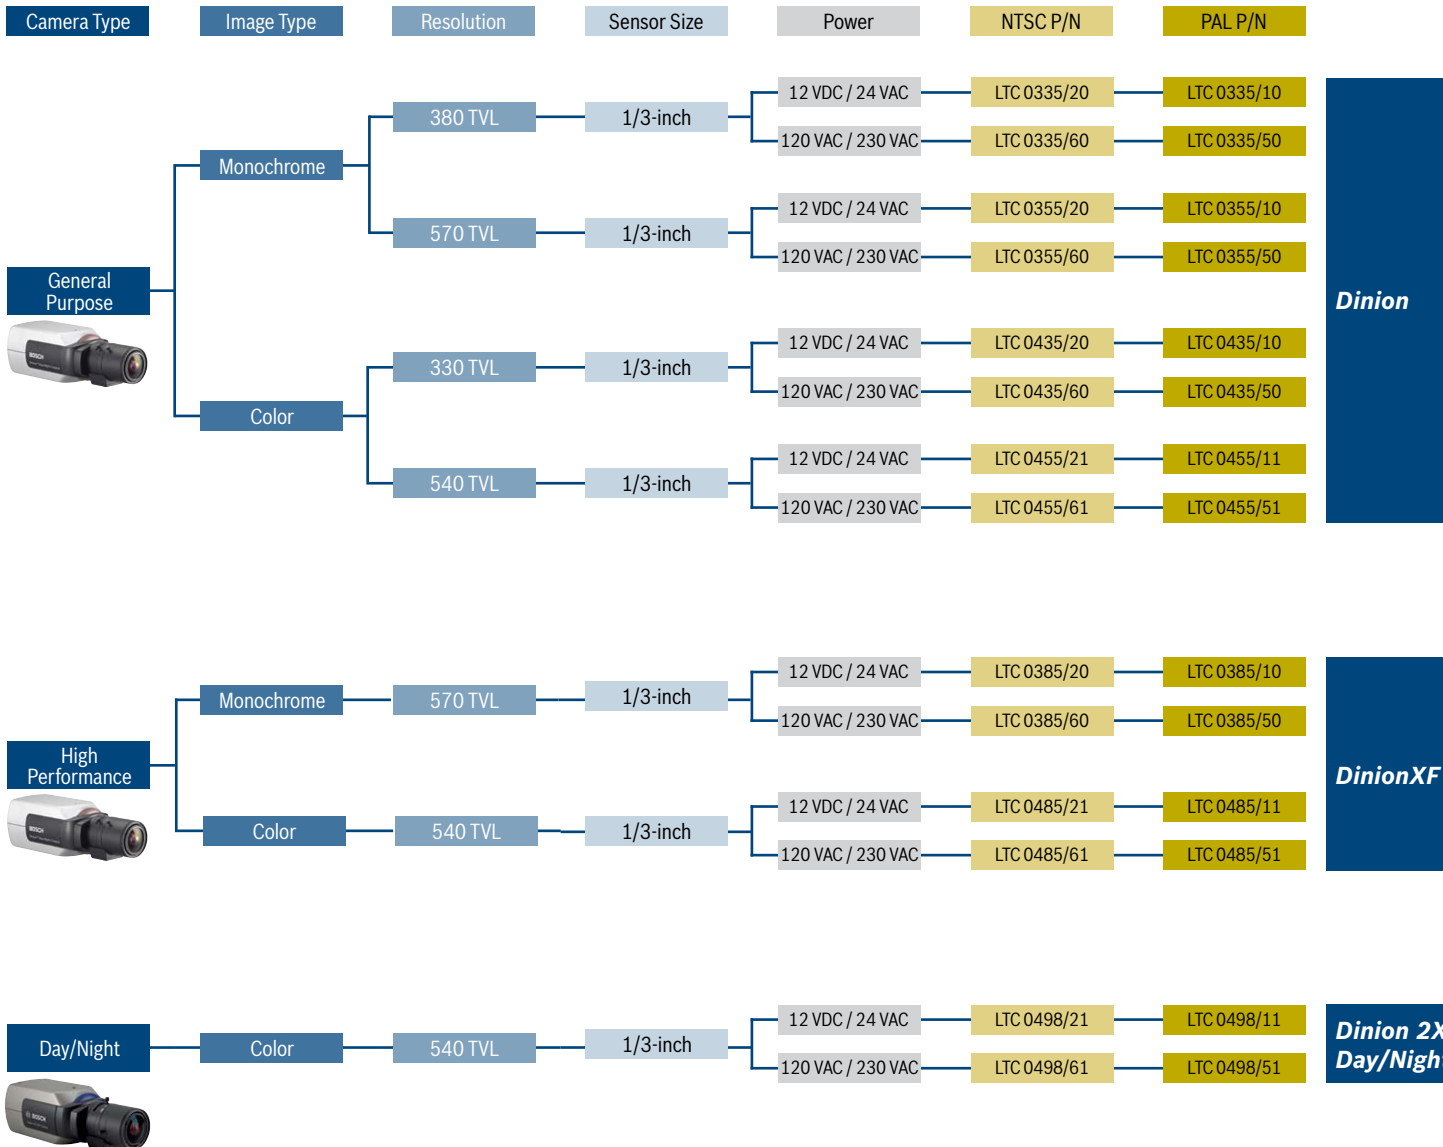 Camera Type Image Type Resolution Sensor Size Power NTSC P/N PAL P/N
12 VDC / 24 VAC LTC 0335/20 LTC 0335/10
380 TVL 1/3-inch
120 VAC / 230 VAC LTC 0335/60 LTC 0335/50
Monochrome
12 VDC / 24 VAC LTC 0355/20 LTC 0355/10
570 TVL 1/3-inch
120 VAC / 230 VAC LTC 0355/60 LTC 0355/50
General
Purpose
Dinion
BOSCH
12 VDC / 24 VAC LTC 0435/20 LTC 0435/10
330 TVL 1/3-inch
120 VAC / 230 VAC LTC 0435/60 LTC 0435/50
Color
12 VDC / 24 VAC LTC 0455/21 LTC 0455/11
540 TVL 1/3-inch
120 VAC / 230 VAC LTC 0455/61 LTC 0455/51
12 VDC / 24 VAC LTC 0385/20 LTC 0385/10
Monochrome 570 TVL 1/3-inch
120 VAC / 230 VAC LTC 0385/60 LTC 0385/50
High
Performance
DinionXF
12 VDC / 24 VAC LTC 0485/21 LTC 0485/11
BOSCH
Color 540 TVL 1/3-inch
120 VAC / 230 VAC LTC 0485/61 LTC 0485/51
12 VDC / 24 VAC LTC 0498/21 LTC 0498/11
Day/Night Color 540 TVL 1/3-inch
120 VAC / 230 VAC LTC 0498/61 LTC 0498/51
Dinion 2X
Day/Night
BOSCH